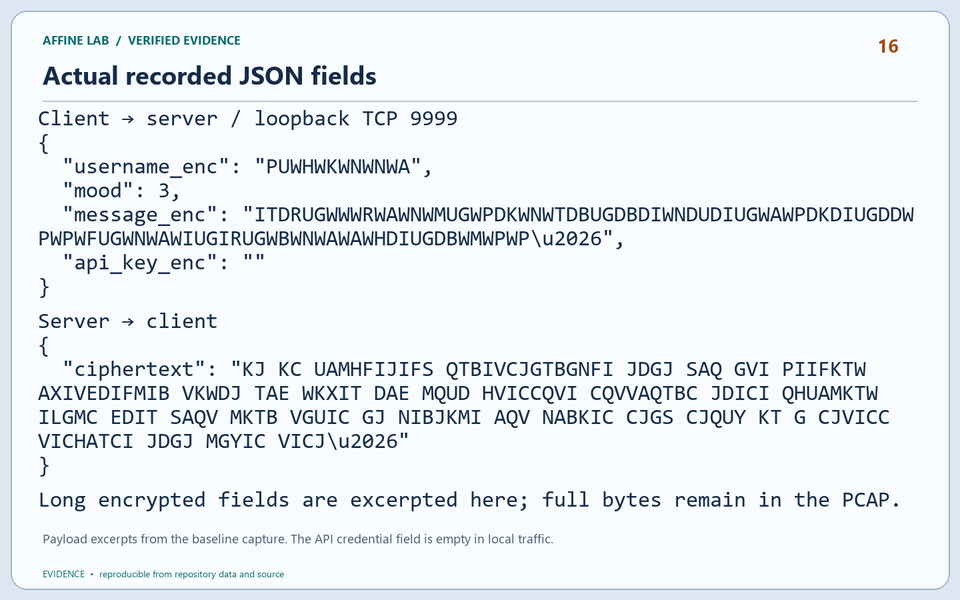 AFFINE LAB / VERIFIED EVIDENCE
16
Actual recorded JSON fields
Client → server / loopback TCP 9999
{
  "username_enc": "PUWHWKWNWNWA",
  "mood": 3,
  "message_enc": "ITDRUGWWWRWAWNWMUGWPDKWNWTDBUGDBDIWNDUDIUGWAWPDKDIUGDDW
PWPWFUGWNWAWIUGIRUGWBWNWAWAWHDIUGDBWMWPWP\u2026",
  "api_key_enc": ""
}
Server → client
{
  "ciphertext": "KJ KC UAMHFIJIFS QTBIVCJGTBGNFI JDGJ SAQ GVI PIIFKTW
AXIVEDIFMIB VKWDJ TAE WKXIT DAE MQUD HVICCQVI CQVVAQTBC JDICI QHUAMKTW
ILGMC EDIT SAQV MKTB VGUIC GJ NIBJKMI AQV NABKIC CJGS CJQUY KT G CJVICC
VICHATCI JDGJ MGYIC VICJ\u2026"
}
Long encrypted fields are excerpted here; full bytes remain in the PCAP.
Payload excerpts from the baseline capture. The API credential field is empty in local traffic.
EVIDENCE • reproducible from repository data and source